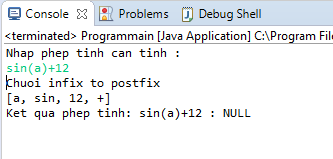 Console Problems Debug Shell
<terminated> Programmain [Java Application] C:\Program File
Nhap phep tinh can tinh :
sin(a)+12
Chuoi infix to postfix
[a, sin, 12, +]
Ket qua phep tinh: sin(a)+12 : NULL